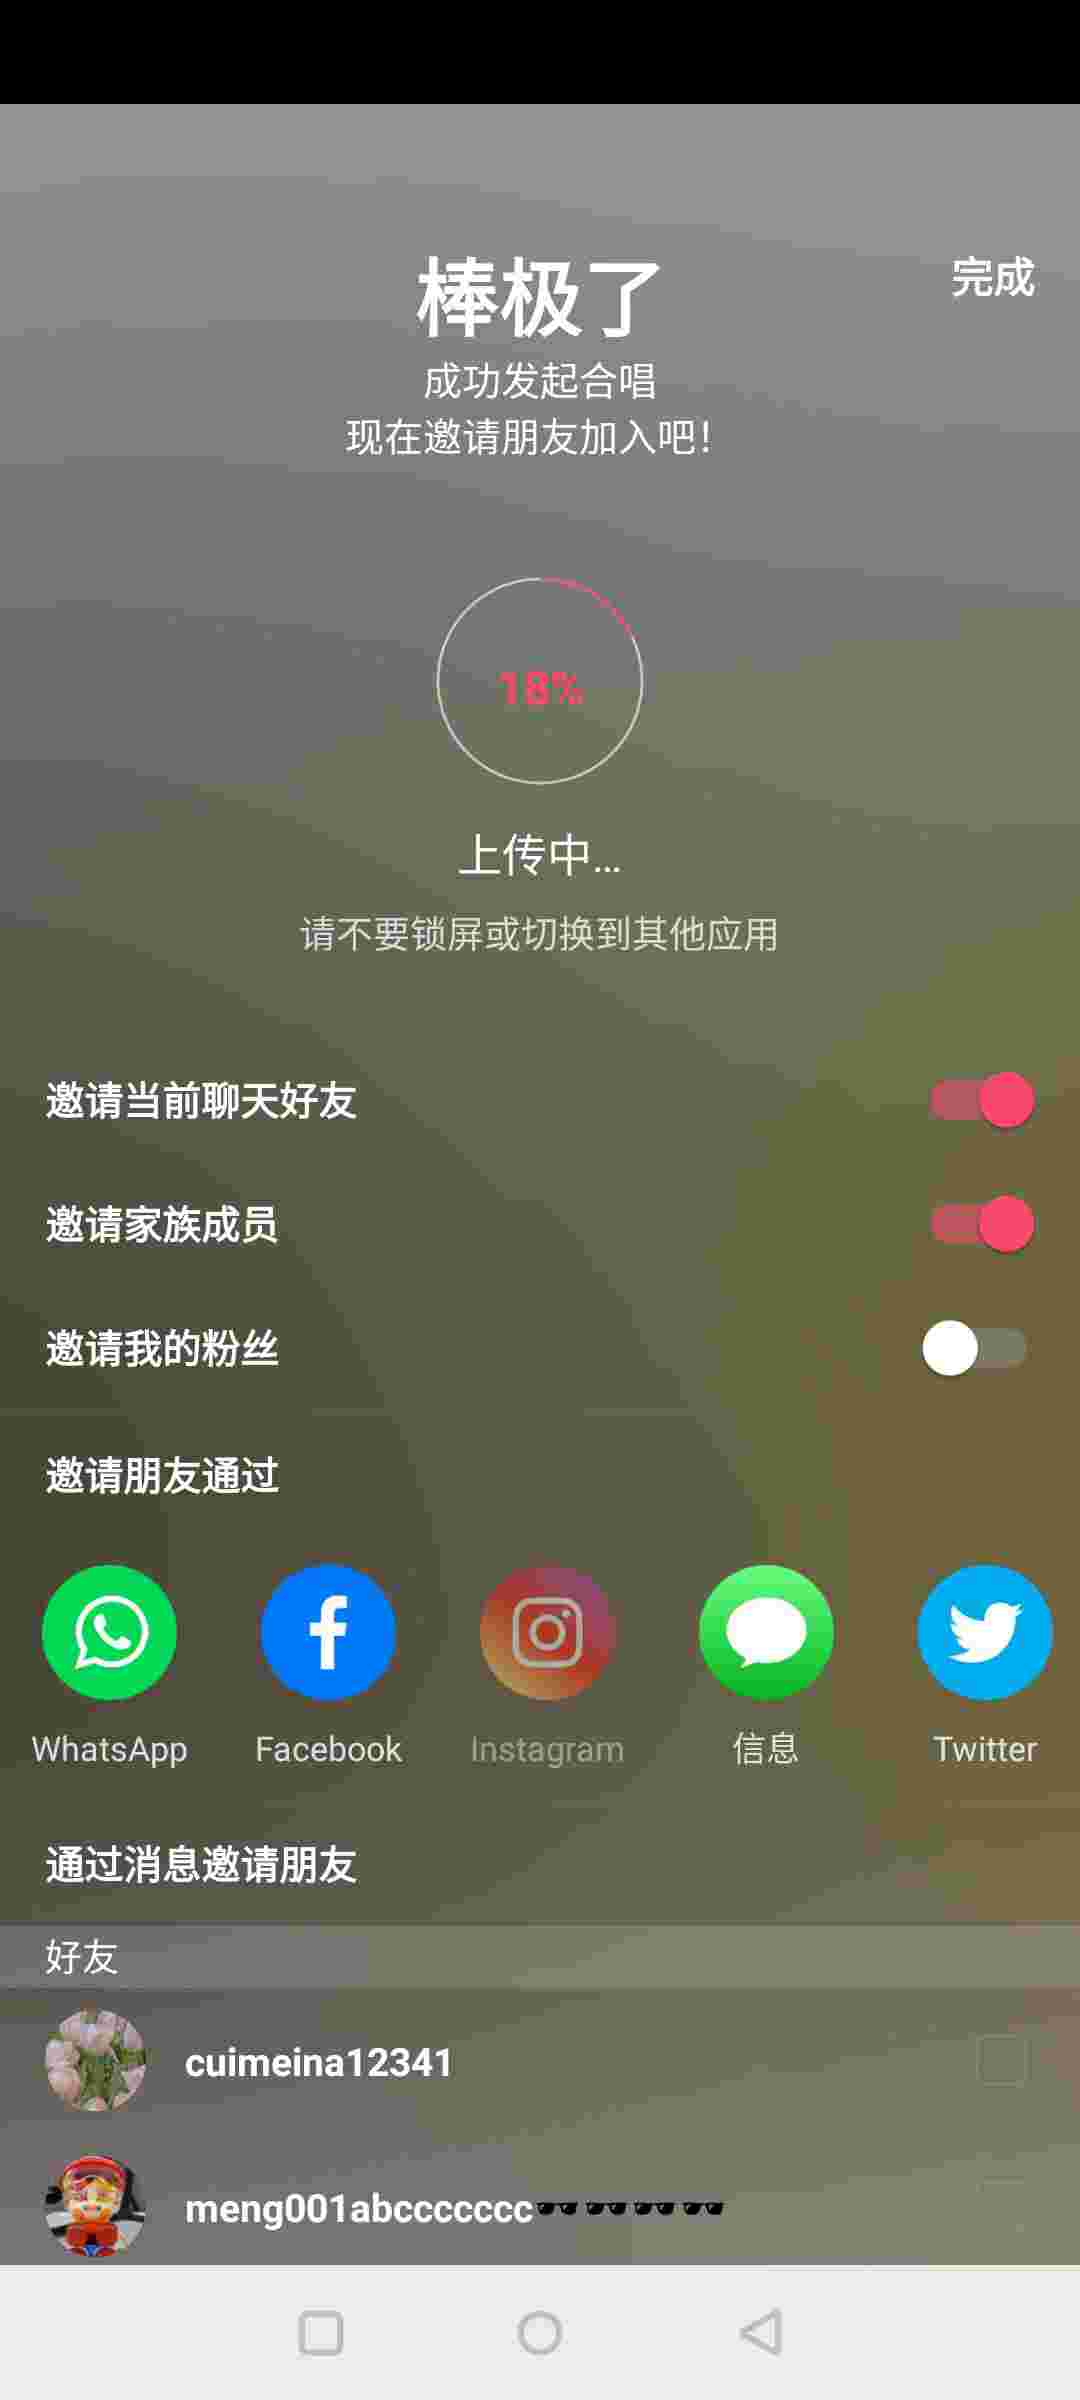 棒极了
完成
成功发起合唱
现在邀请朋友加入吧！
18%
上传中...
请不要锁屏或切换到其他应用
邀请当前聊天好友
邀请家族成员
邀请我的粉丝
邀请朋友通过
WhatsApp Facebook Instagram 信息 Twitter
通过消息邀请朋友
好友
cuimeina12341
meng001abccccccc🕶️🕶️🕶️🕶️